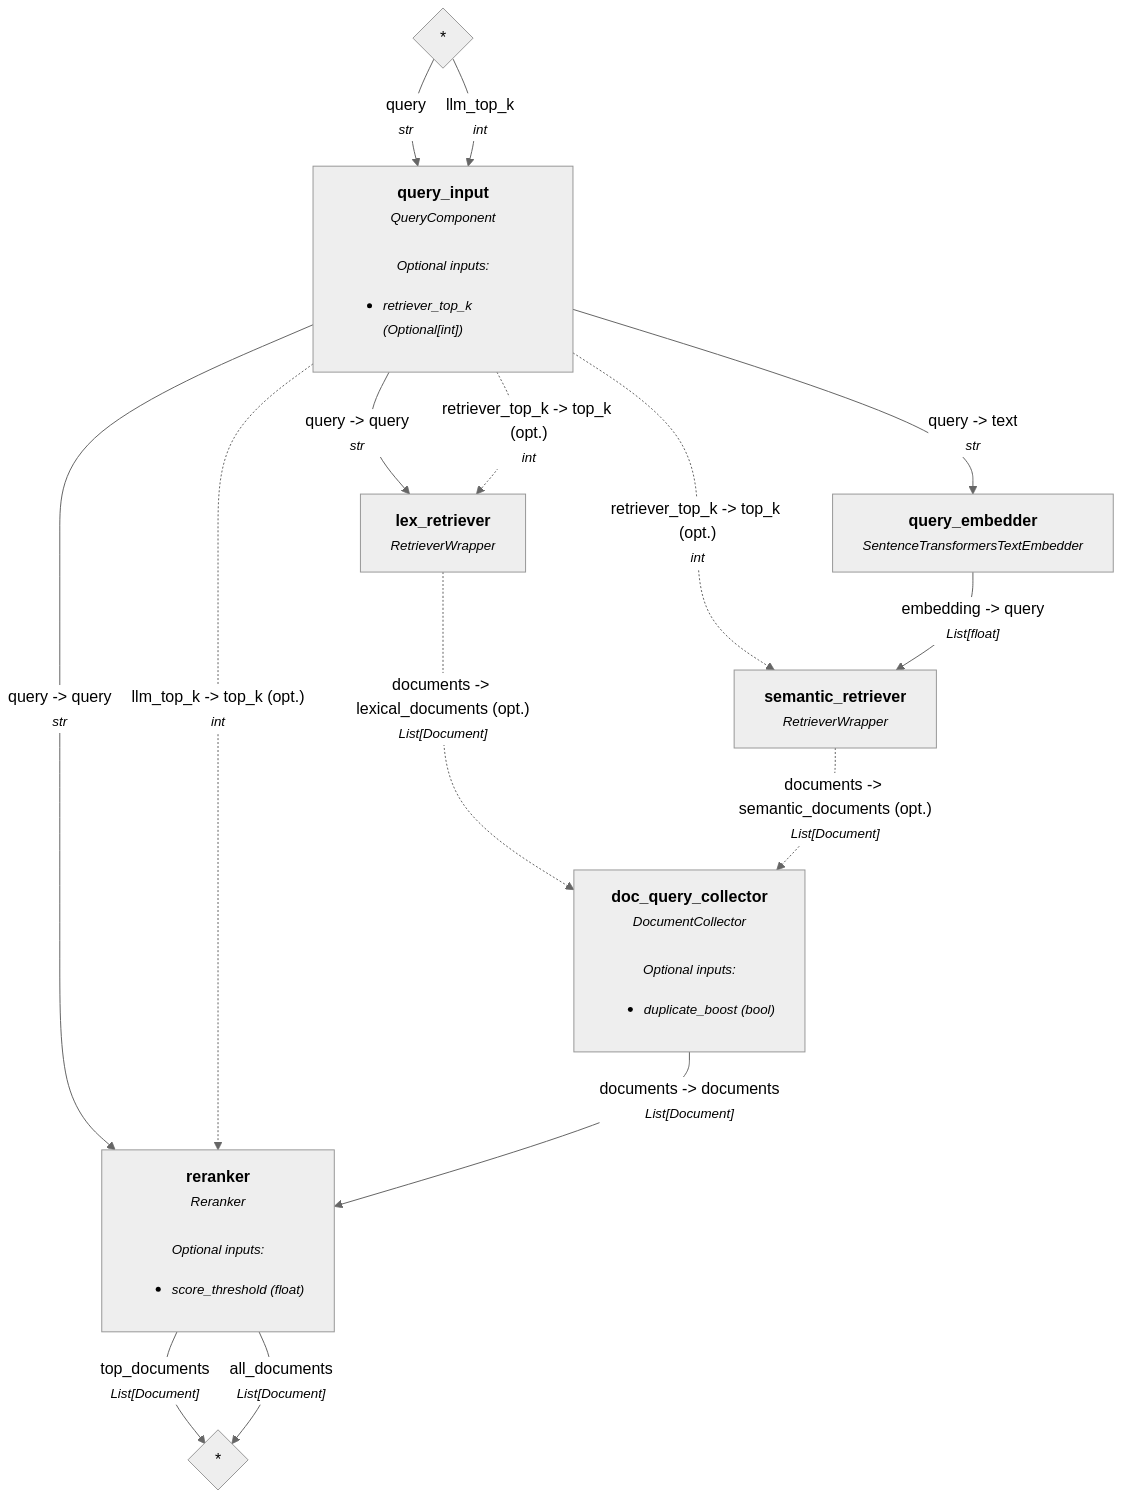 *
query
str
llm_top_k
int
query_input
QueryComponent
Optional inputs:
retriever_top_k
(Optional[int])
query -> query
str
retriever_top_k -> top_k
(opt.)
int
query -> text
str
lex_retriever
RetrieverWrapper
retriever_top_k -> top_k
(opt.)
int
query_embedder
SentenceTransformersTextEmbedder
embedding -> query
List[float]
query -> query
str
llm_top_k -> top_k (opt.)
int
documents ->
lexical_documents (opt.)
List[Document]
semantic_retriever
RetrieverWrapper
documents ->
semantic_documents (opt.)
List[Document]
doc_query_collector
DocumentCollector
Optional inputs:
duplicate_boost (bool)
documents -> documents
List[Document]
reranker
Reranker
Optional inputs:
score_threshold (float)
top_documents
List[Document]
all_documents
List[Document]
*